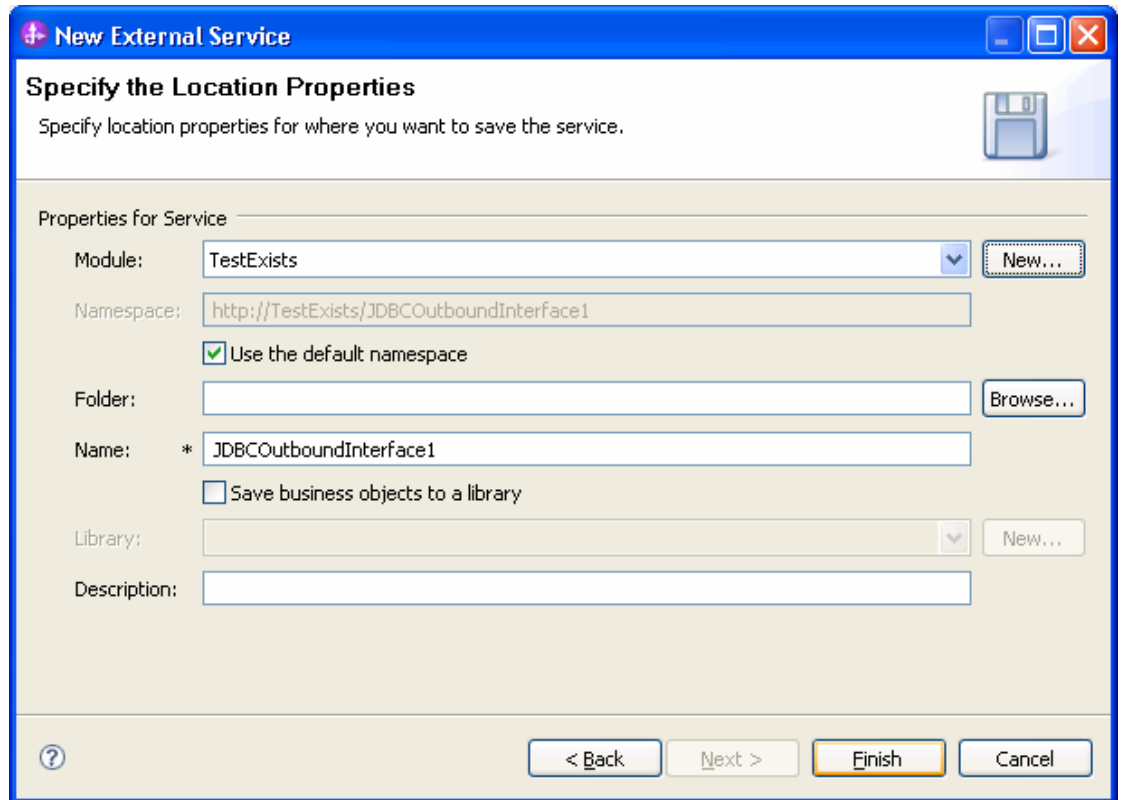 New External Service
Specify the Location Properties
Specify location properties for where you want to save the service.
Properties for Service
Module: TestExists New...
Namespace: http://TestExists/JDBCOutboundInterface1
Use the default namespace
Folder: Browse...
Name: * JDBCOutboundInterface1
Save business objects to a library
Library: New...
Description:
? < Back Next > Finish Cancel